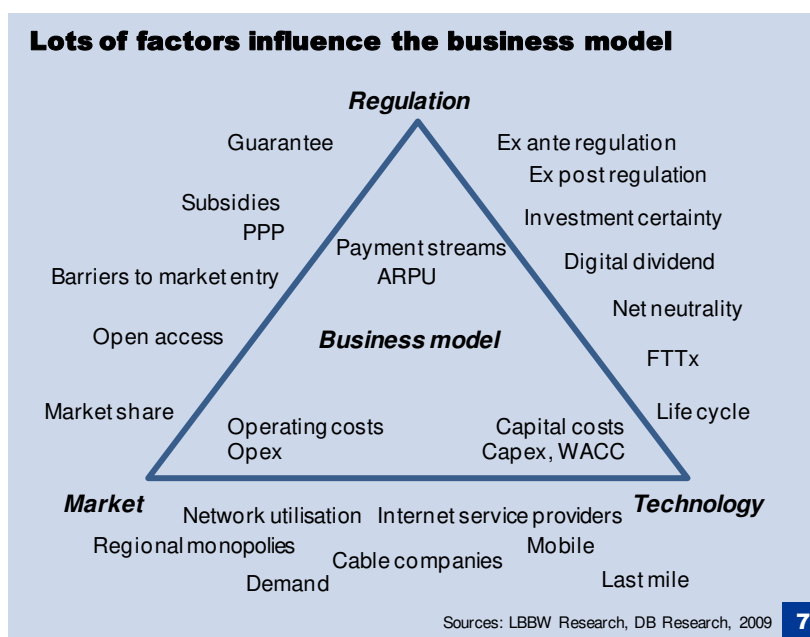 Lots of factors influence the business model
Regulation
Guarantee
Ex ante regulation
Ex post regulation
Subsidies
PPP
Investment certainty
Payment streams
ARPU
Digital dividend
Barriers to market entry
Net neutrality
Open access
Business model
FTTx
Market share
Life cycle
Operating costs
Opex
Capital costs
Capex, WACC
Market
Technology
Network utilisation
Internet service providers
Regional monopolies
Mobile
Cable companies
Demand
Last mile
Sources: LBBW Research, DB Research, 2009
7